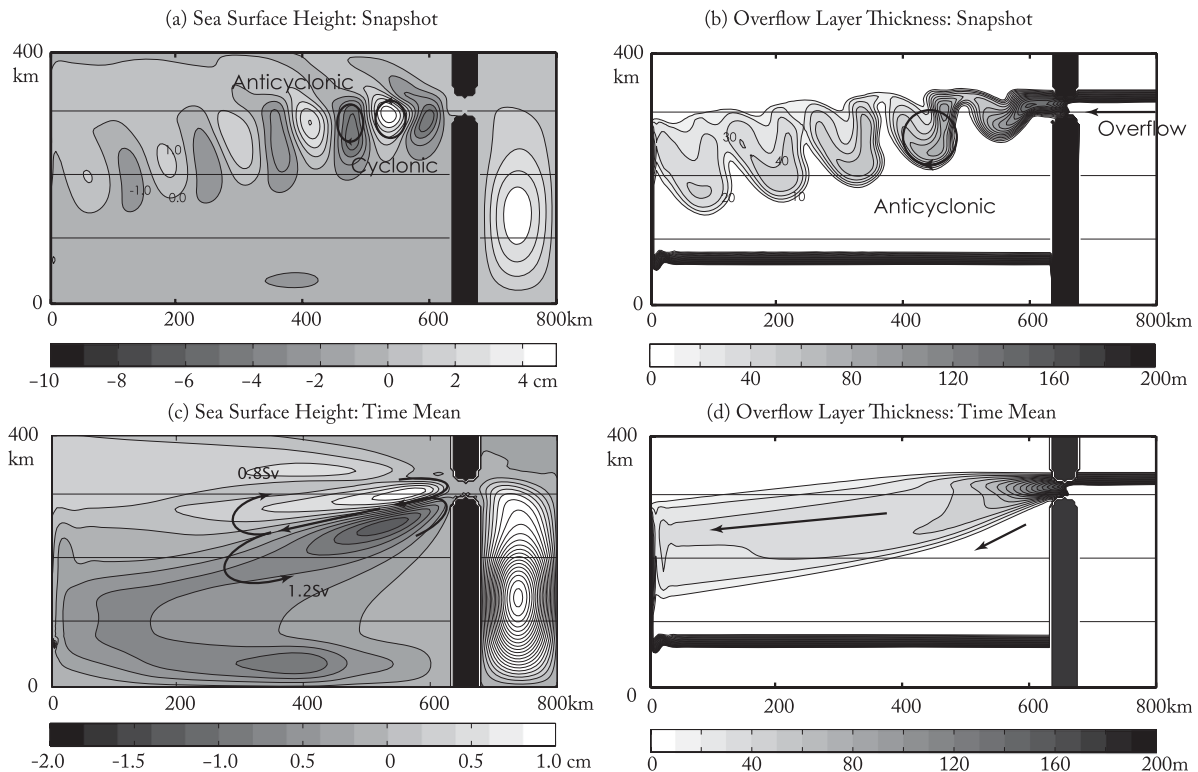 (a) Sea Surface Height: Snapshot
(b) Overflow Layer Thickness: Snapshot
400
km
Anticyclonic
Cyclonic
1.0
-1.0
0.0
0
0 200 400 600 800km
400
km
30
40
20
10
Overflow
Anticyclonic
0
0 200 400 600 800km
–10 –8 –6 –4 –2 0 2 4 cm
0 40 80 120 160 200m
(c) Sea Surface Height: Time Mean
(d) Overflow Layer Thickness: Time Mean
400
km
0.8Sv
1.2Sv
0
0 200 400 600 800km
400
km
0
0 200 400 600 800km
–2.0 –1.5 –1.0 –0.5 0 0.5 1.0 cm
0 40 80 120 160 200m